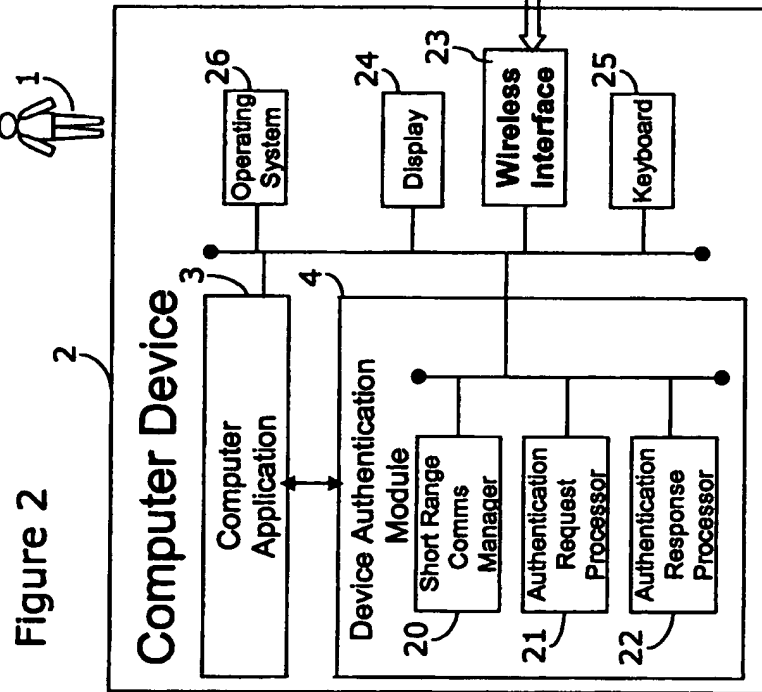 Figure 2
1
2
Computer Device
3
Computer
Application
26
Operating
System
4
Device Authentication
Module
24
Display
20
Short Range
Comms
Manager
23
Wireless
Interface
21
Authentication
Request
Processor
25
Keyboard
22
Authentication
Response
Processor